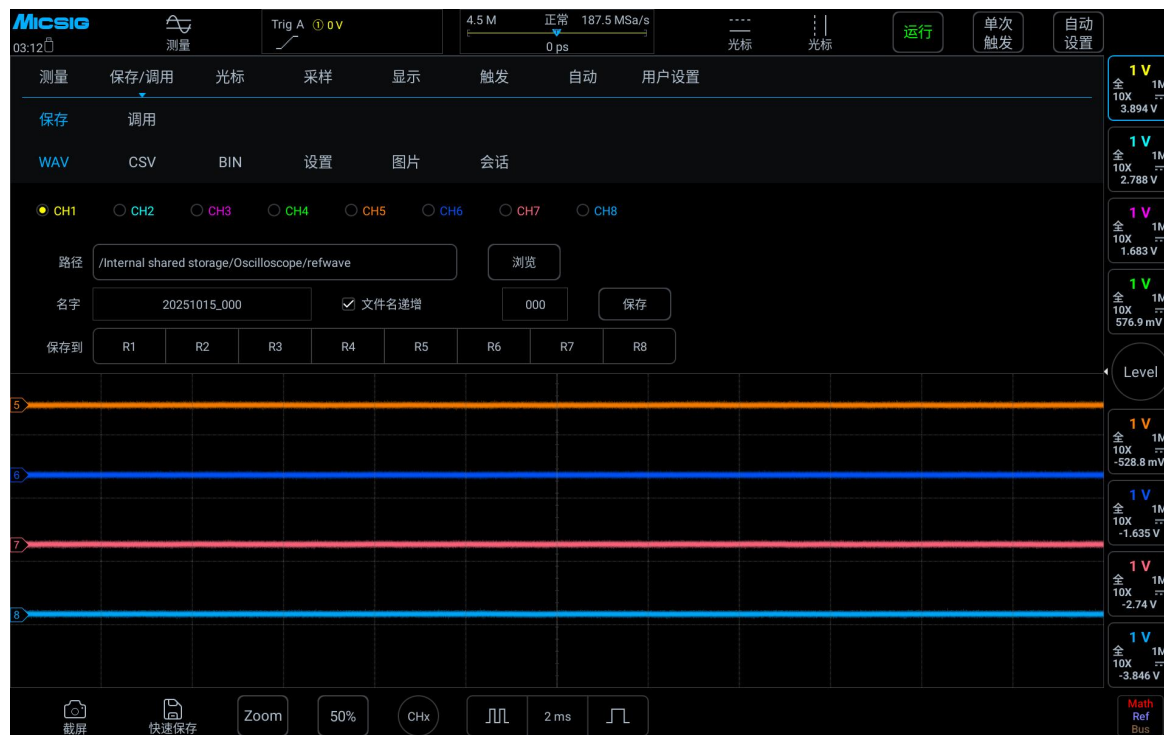 Micsig
03:12
测量
Trig A ① 0 V
4.5 M 正常 187.5 MSa/s
0 ps
光标
光标
运行
单次
触发
自动
设置
测量 保存/调用 光标 采样 显示 触发 自动 用户设置
保存 调用
WAV CSV BIN 设置 图片 会话
CH1 CH2 CH3 CH4 CH5 CH6 CH7 CH8
路径 /Internal shared storage/Oscilloscope/refwave 浏览
名字 20251015_000 文件名递增 000 保存
保存到 R1 R2 R3 R4 R5 R6 R7 R8
5
6
7
8
1 V
全 1M
10X
3.894 V
1 V
全 1M
10X
2.788 V
1 V
全 1M
10X
1.683 V
1 V
全 1M
10X
576.9 mV
Level
1 V
全 1M
10X
-528.8 mV
1 V
全 1M
10X
-1.635 V
1 V
全 1M
10X
-2.74 V
1 V
全 1M
10X
-3.846 V
截屏
快速保存
Zoom
50%
CHx
2 ms
Math
Ref
Bus